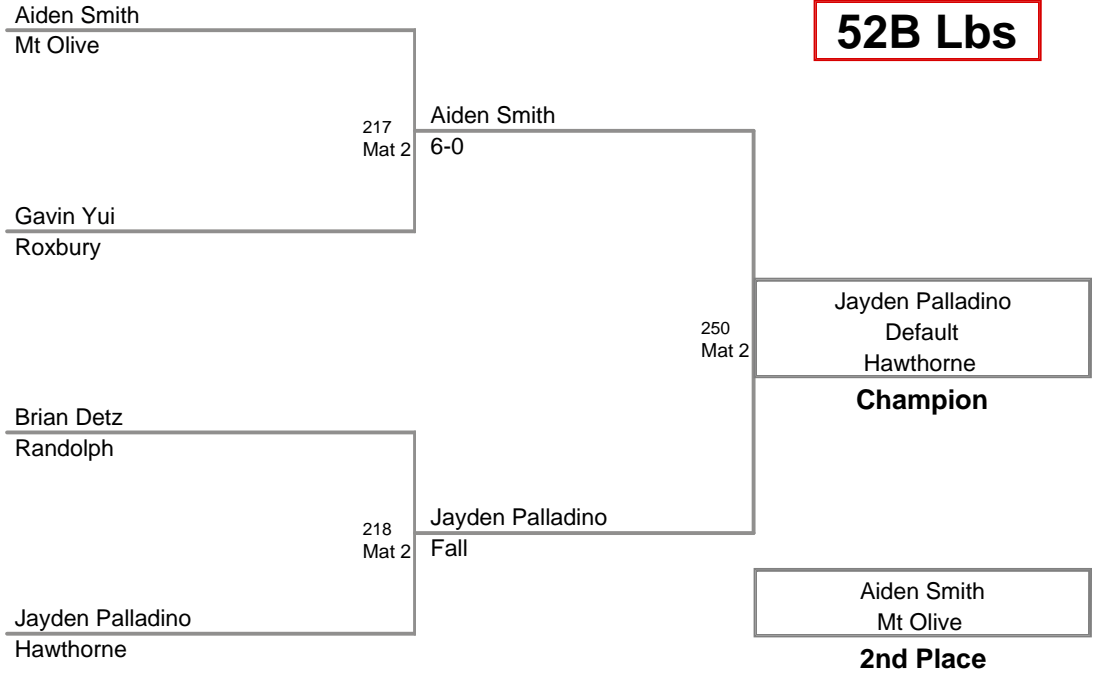 Aiden Smith
Mt Olive
52B Lbs
217
Mat 2
Aiden Smith
6-0
Gavin Yui
Roxbury
250
Mat 2
Jayden Palladino
Default
Hawthorne
Champion
Brian Detz
Randolph
218
Mat 2
Jayden Palladino
Fall
Jayden Palladino
Hawthorne
Aiden Smith
Mt Olive
2nd Place